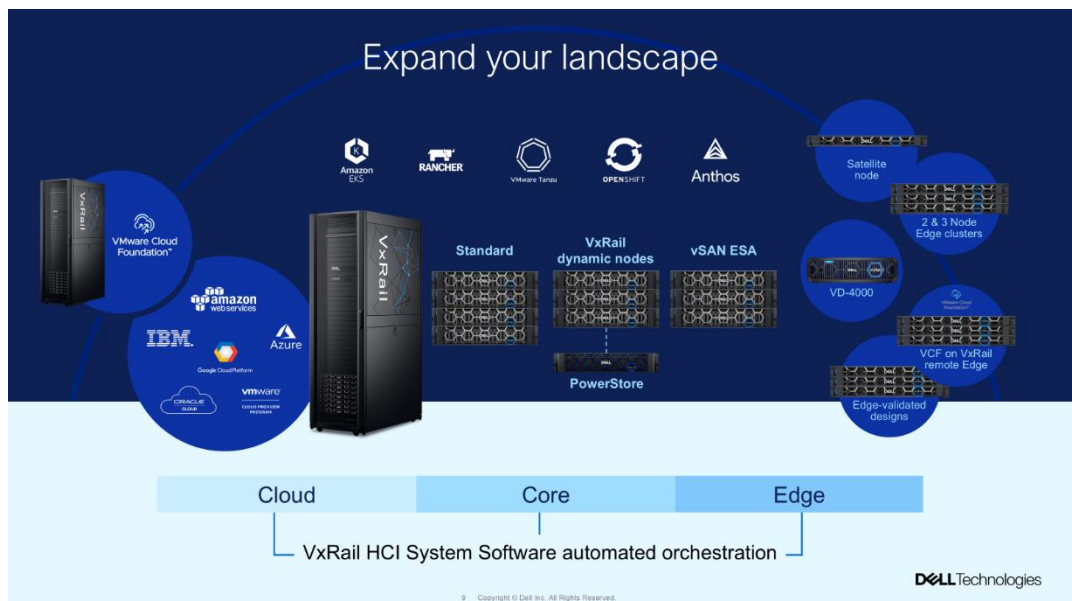 Expand your landscape
Amazon
EKS
RANCHER
VMware Tanzu
OPENSHIFT
Anthos
VxRail
VMware Cloud
Foundation™
amazon
webservices
IBM
Azure
Google Cloud Platform
ORACLE
CLOUD
vmware
CLOUD PROVIDER
PROGRAM
VxRail
Standard
VxRail
dynamic nodes
DELL
PowerStore
vSAN ESA
Satellite
node
2 & 3 Node
Edge clusters
VD-4000
VMware Cloud
Foundation
VCF on VxRail
remote Edge
Edge-validated
designs
Cloud
Core
Edge
VxRail HCI System Software automated orchestration
DELLTechnologies
9 Copyright © Dell Inc. All Rights Reserved.